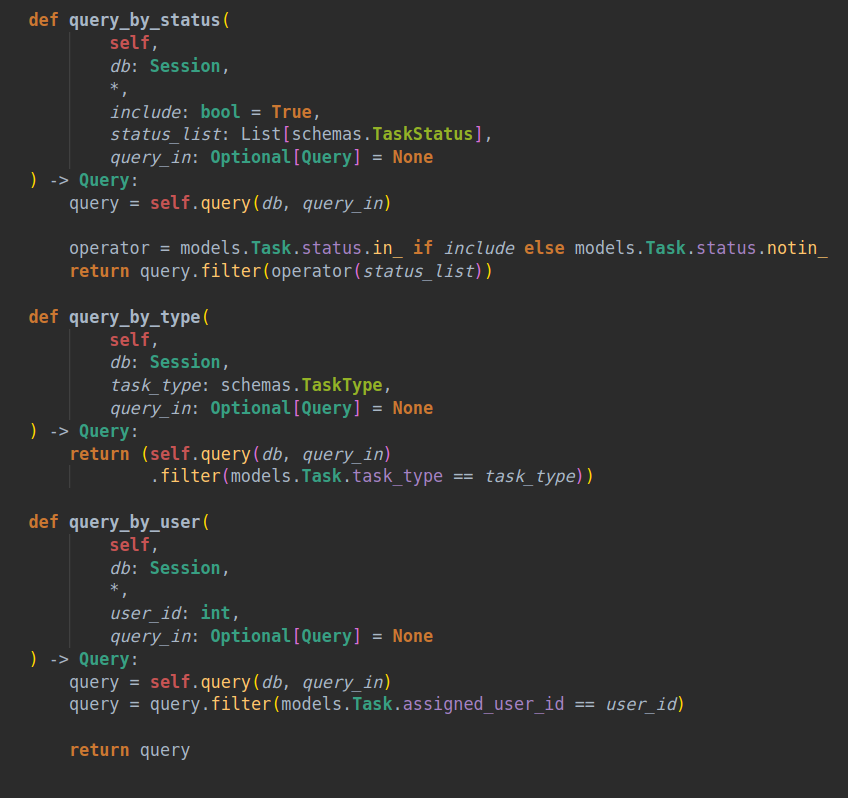 def query_by_status(
        self,
        db: Session,
        *,
        include: bool = True,
        status_list: List[schemas.TaskStatus],
        query_in: Optional[Query] = None
) -> Query:
    query = self.query(db, query_in)

    operator = models.Task.status.in_ if include else models.Task.status.notin_
    return query.filter(operator(status_list))

def query_by_type(
        self,
        db: Session,
        task_type: schemas.TaskType,
        query_in: Optional[Query] = None
) -> Query:
    return (self.query(db, query_in)
            .filter(models.Task.task_type == task_type))

def query_by_user(
        self,
        db: Session,
        *,
        user_id: int,
        query_in: Optional[Query] = None
) -> Query:
    query = self.query(db, query_in)
    query = query.filter(models.Task.assigned_user_id == user_id)

    return query